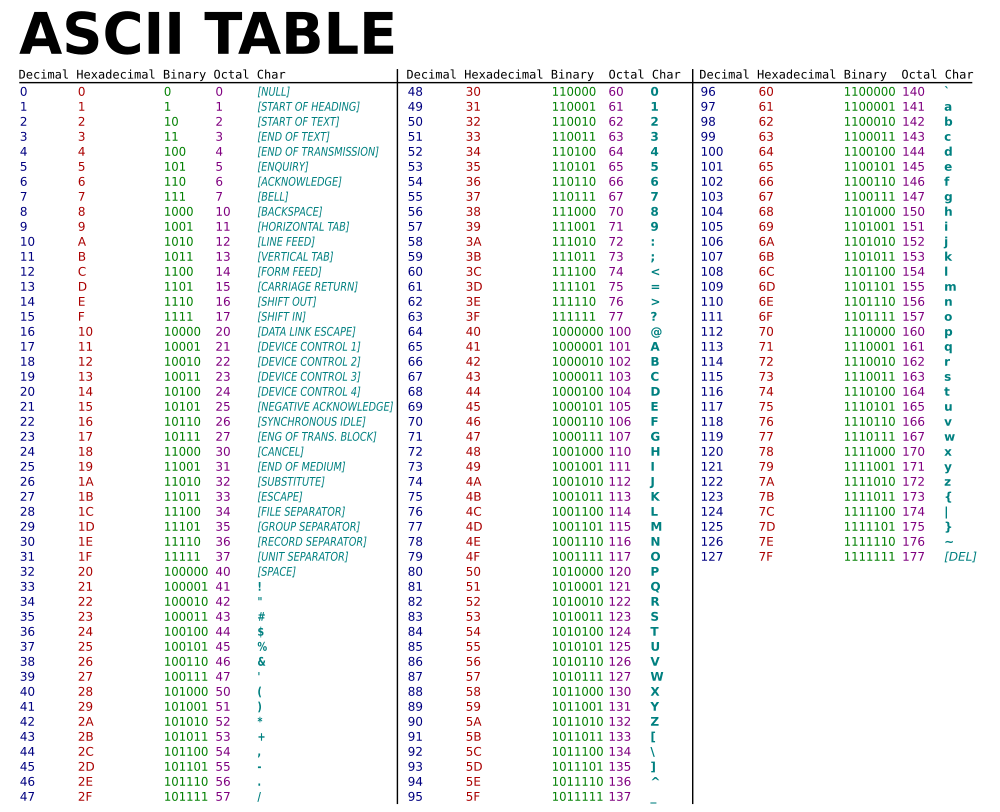 ASCII TABLE
Decimal Hexadecimal Binary Octal Char
0 0 0 0 [NULL]
1 1 1 1 [START OF HEADING]
2 2 10 2 [START OF TEXT]
3 3 11 3 [END OF TEXT]
4 4 100 4 [END OF TRANSMISSION]
5 5 101 5 [ENQUIRY]
6 6 110 6 [ACKNOWLEDGE]
7 7 111 7 [BELL]
8 8 1000 10 [BACKSPACE]
9 9 1001 11 [HORIZONTAL TAB]
10 A 1010 12 [LINE FEED]
11 B 1011 13 [VERTICAL TAB]
12 C 1100 14 [FORM FEED]
13 D 1101 15 [CARRIAGE RETURN]
14 E 1110 16 [SHIFT OUT]
15 F 1111 17 [SHIFT IN]
16 10 10000 20 [DATA LINK ESCAPE]
17 11 10001 21 [DEVICE CONTROL 1]
18 12 10010 22 [DEVICE CONTROL 2]
19 13 10011 23 [DEVICE CONTROL 3]
20 14 10100 24 [DEVICE CONTROL 4]
21 15 10101 25 [NEGATIVE ACKNOWLEDGE]
22 16 10110 26 [SYNCHRONOUS IDLE]
23 17 10111 27 [ENG OF TRANS. BLOCK]
24 18 11000 30 [CANCEL]
25 19 11001 31 [END OF MEDIUM]
26 1A 11010 32 [SUBSTITUTE]
27 1B 11011 33 [ESCAPE]
28 1C 11100 34 [FILE SEPARATOR]
29 1D 11101 35 [GROUP SEPARATOR]
30 1E 11110 36 [RECORD SEPARATOR]
31 1F 11111 37 [UNIT SEPARATOR]
32 20 100000 40 [SPACE]
33 21 100001 41 !
34 22 100010 42 "
35 23 100011 43 #
36 24 100100 44 $
37 25 100101 45 %
38 26 100110 46 &
39 27 100111 47 '
40 28 101000 50 (
41 29 101001 51 )
42 2A 101010 52 *
43 2B 101011 53 +
44 2C 101100 54 ,
45 2D 101101 55 -
46 2E 101110 56 .
47 2F 101111 57 /
Decimal Hexadecimal Binary Octal Char
48 30 110000 60 0
49 31 110001 61 1
50 32 110010 62 2
51 33 110011 63 3
52 34 110100 64 4
53 35 110101 65 5
54 36 110110 66 6
55 37 110111 67 7
56 38 111000 70 8
57 39 111001 71 9
58 3A 111010 72 :
59 3B 111011 73 ;
60 3C 111100 74 <
61 3D 111101 75 =
62 3E 111110 76 >
63 3F 111111 77 ?
64 40 1000000 100 @
65 41 1000001 101 A
66 42 1000010 102 B
67 43 1000011 103 C
68 44 1000100 104 D
69 45 1000101 105 E
70 46 1000110 106 F
71 47 1000111 107 G
72 48 1001000 110 H
73 49 1001001 111 I
74 4A 1001010 112 J
75 4B 1001011 113 K
76 4C 1001100 114 L
77 4D 1001101 115 M
78 4E 1001110 116 N
79 4F 1001111 117 O
80 50 1010000 120 P
81 51 1010001 121 Q
82 52 1010010 122 R
83 53 1010011 123 S
84 54 1010100 124 T
85 55 1010101 125 U
86 56 1010110 126 V
87 57 1010111 127 W
88 58 1011000 130 X
89 59 1011001 131 Y
90 5A 1011010 132 Z
91 5B 1011011 133 [
92 5C 1011100 134 \
93 5D 1011101 135 ]
94 5E 1011110 136 ^
95 5F 1011111 137 _
Decimal Hexadecimal Binary Octal Char
96 60 1100000 140 `
97 61 1100001 141 a
98 62 1100010 142 b
99 63 1100011 143 c
100 64 1100100 144 d
101 65 1100101 145 e
102 66 1100110 146 f
103 67 1100111 147 g
104 68 1101000 150 h
105 69 1101001 151 i
106 6A 1101010 152 j
107 6B 1101011 153 k
108 6C 1101100 154 l
109 6D 1101101 155 m
110 6E 1101110 156 n
111 6F 1101111 157 o
112 70 1110000 160 p
113 71 1110001 161 q
114 72 1110010 162 r
115 73 1110011 163 s
116 74 1110100 164 t
117 75 1110101 165 u
118 76 1110110 166 v
119 77 1110111 167 w
120 78 1111000 170 x
121 79 1111001 171 y
122 7A 1111010 172 z
123 7B 1111011 173 {
124 7C 1111100 174 |
125 7D 1111101 175 }
126 7E 1111110 176 ~
127 7F 1111111 177 [DEL]